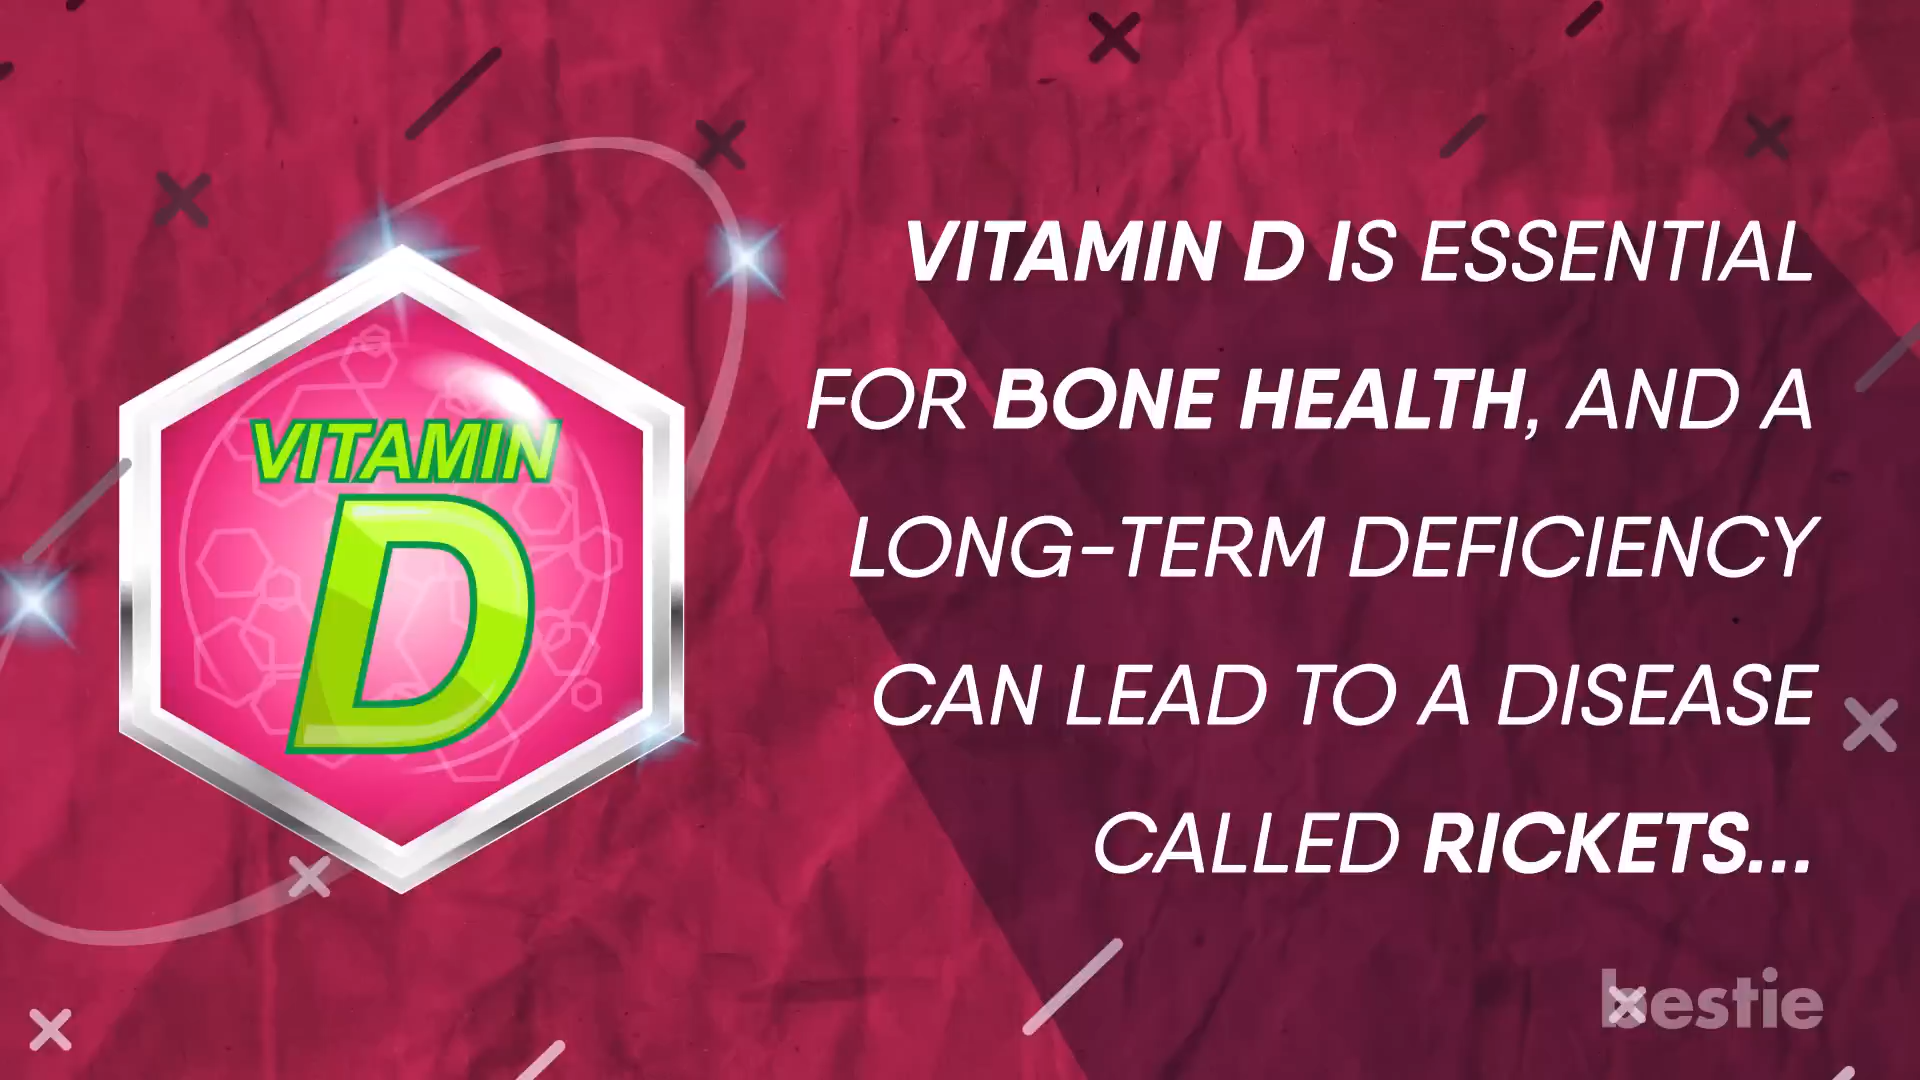 VITAMIN
D
VITAMIN D IS ESSENTIAL
FOR BONE HEALTH, AND A
LONG-TERM DEFICIENCY
CAN LEAD TO A DISEASE
CALLED RICKETS...
bestie